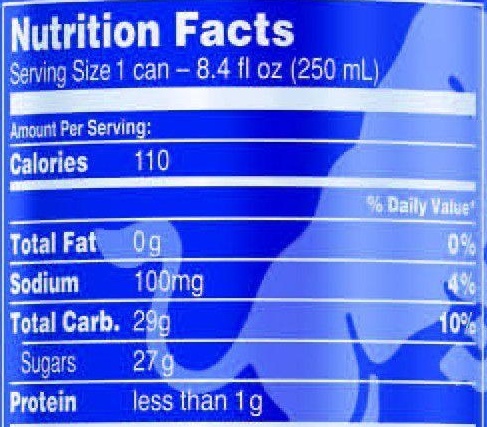 Nutrition Facts
Serving Size 1 can – 8.4 fl oz (250 mL)
Amount Per Serving:
Calories 110
% Daily Value*
Total Fat 0g 0%
Sodium 100mg 4%
Total Carb. 29g 10%
Sugars 27g
Protein less than 1g